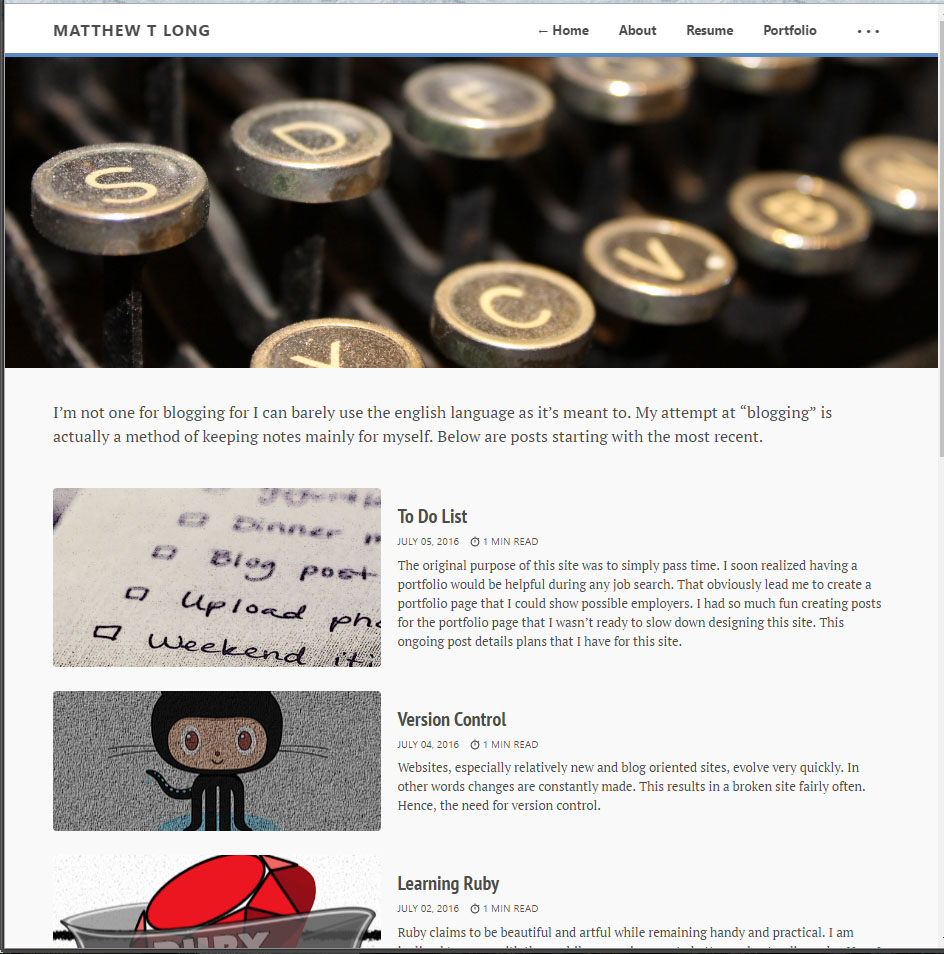 MATTHEW T LONG
← Home About Resume Portfolio ...
S D F
C V B
I’m not one for blogging for I can barely use the english language as it’s meant to. My attempt at “blogging” is
actually a method of keeping notes mainly for myself. Below are posts starting with the most recent.
Dinner
Blog post
Upload
Weekend
To Do List
JULY 05, 2016 1 MIN READ
The original purpose of this site was to simply pass time. I soon realized having a
portfolio would be helpful during any job search. That obviously lead me to create a
portfolio page that I could show possible employers. I had so much fun creating posts
for the portfolio page that I wasn’t ready to slow down designing this site. This
ongoing post details plans that I have for this site.
Version Control
JULY 04, 2016 1 MIN READ
Websites, especially relatively new and blog oriented sites, evolve very quickly. In
other words changes are constantly made. This results in a broken site fairly often.
Hence, the need for version control.
RUBY
Learning Ruby
JULY 02, 2016 1 MIN READ
Ruby claims to be beautiful and artful while remaining handy and practical. I am